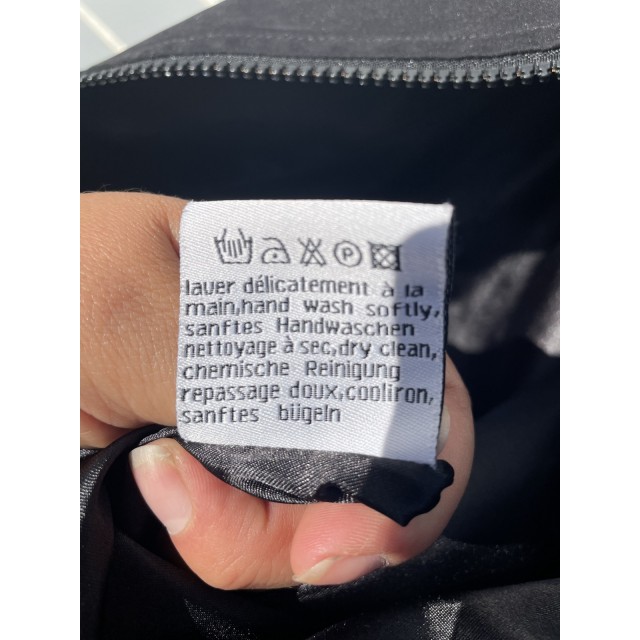 P
laver délicatement à la
main,hand wash softly,
sanftes Handwaschen
nettoyage à sec,dry clean,
chemische Reinigung
repassage doux,cooliron,
sanftes bügeln